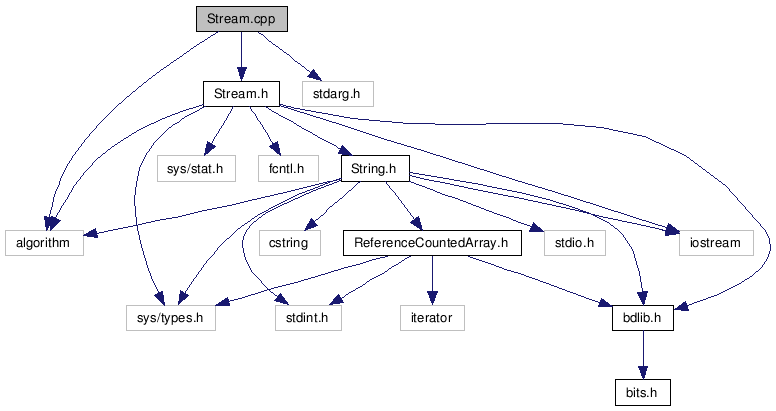 Stream.cpp
Stream.h
stdarg.h
sys/stat.h
fcntl.h
String.h
algorithm
cstring
ReferenceCountedArray.h
stdio.h
iostream
sys/types.h
stdint.h
iterator
bdlib.h
bits.h